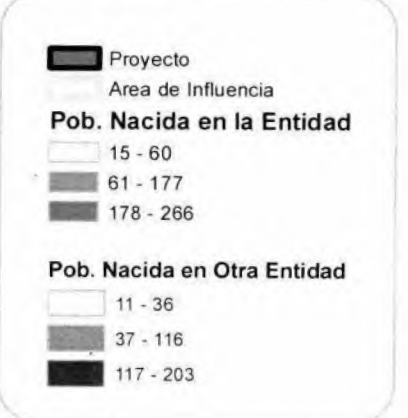 Proyecto
Area de Influencia
Pob. Nacida en la Entidad
15 - 60
61 - 177
178 - 266
Pob. Nacida en Otra Entidad
11 - 36
37 - 116
117 - 203